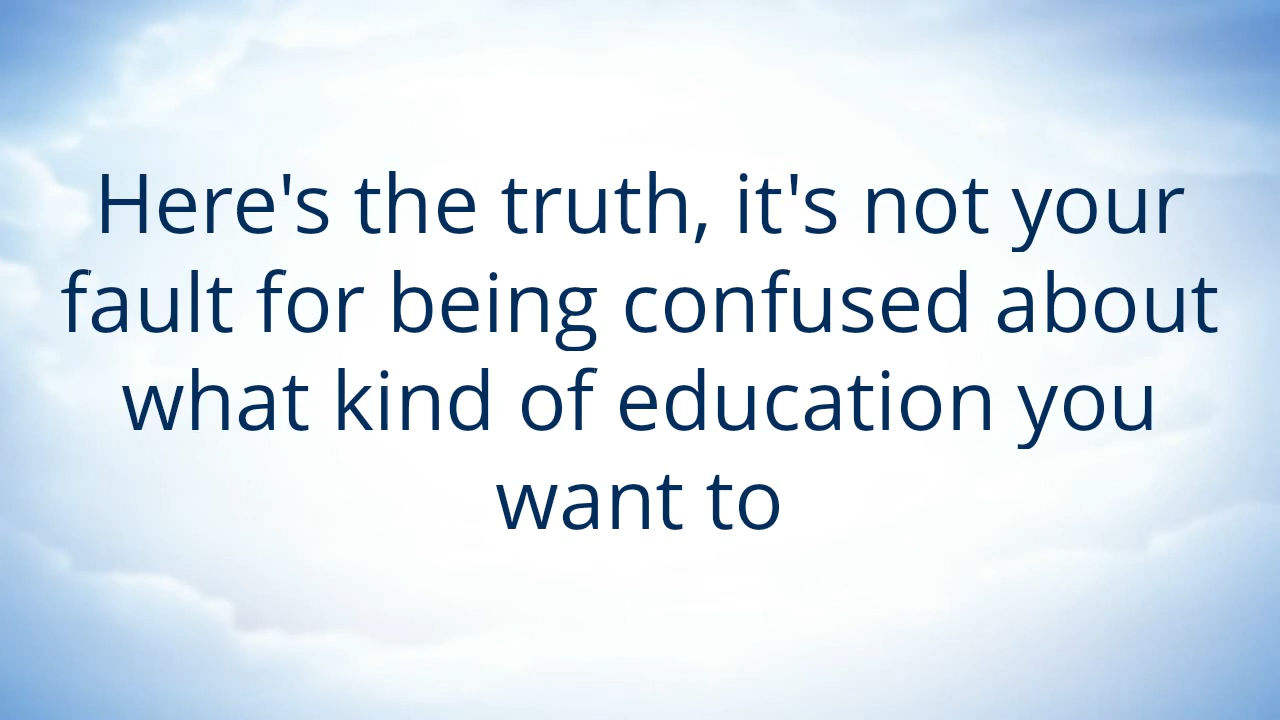 Here's the truth, it's not your
fault for being confused about
what kind of education you
want to